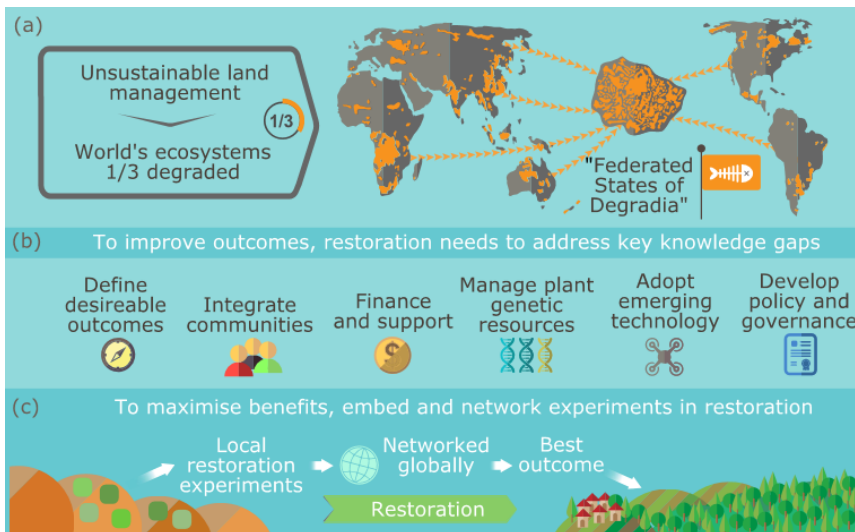 (a)
Unsustainable land
management
1/3
World's ecosystems
1/3 degraded
"Federated
States of
Degradia"
(b)
To improve outcomes, restoration needs to address key knowledge gaps
Define
desireable
outcomes
Integrate
communities
Finance
and support
Manage plant
genetic
resources
Adopt
emerging
technology
Develop
policy and
governance
(c)
To maximise benefits, embed and network experiments in restoration
Local
restoration
experiments
Networked
globally
Best
outcome
Restoration